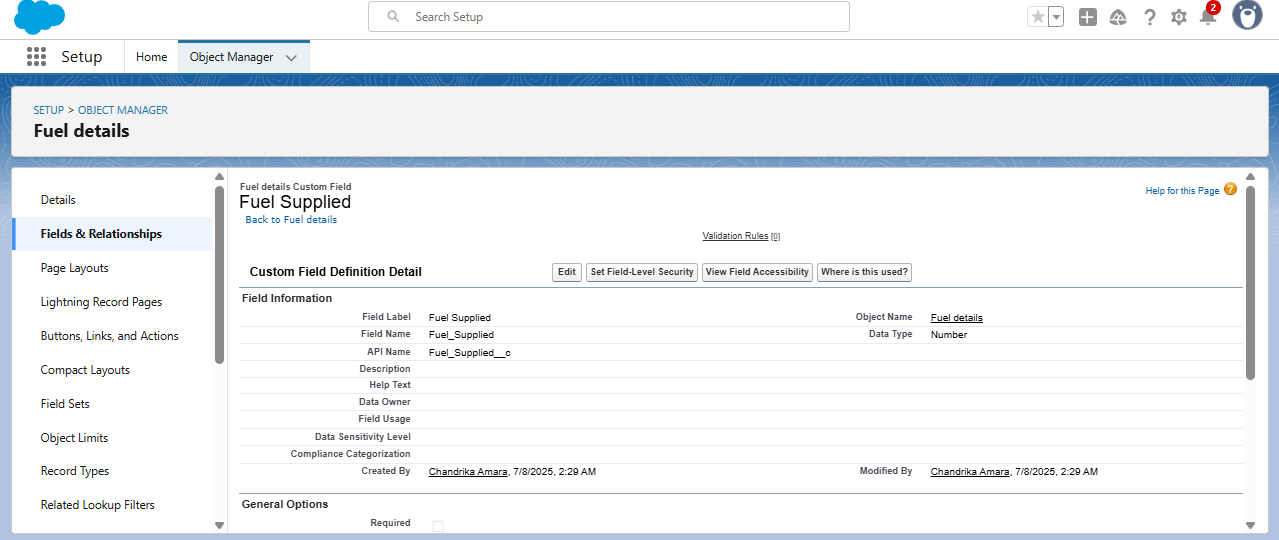 Search Setup
2
Setup Home Object Manager
SETUP > OBJECT MANAGER
Fuel details
Details
Fields & Relationships
Page Layouts
Lightning Record Pages
Buttons, Links, and Actions
Compact Layouts
Field Sets
Object Limits
Record Types
Related Lookup Filters
Fuel details Custom Field
Fuel Supplied
Back to Fuel details
Help for this Page ?
Validation Rules [0]
Custom Field Definition Detail Edit Set Field-Level Security View Field Accessibility Where is this used?
Field Information
Field Label Fuel Supplied Object Name Fuel details
Field Name Fuel_Supplied Data Type Number
API Name Fuel_Supplied__c
Description
Help Text
Data Owner
Field Usage
Data Sensitivity Level
Compliance Categorization
Created By Chandrika Amara, 7/8/2025, 2:29 AM Modified By Chandrika Amara, 7/8/2025, 2:29 AM
General Options
Required